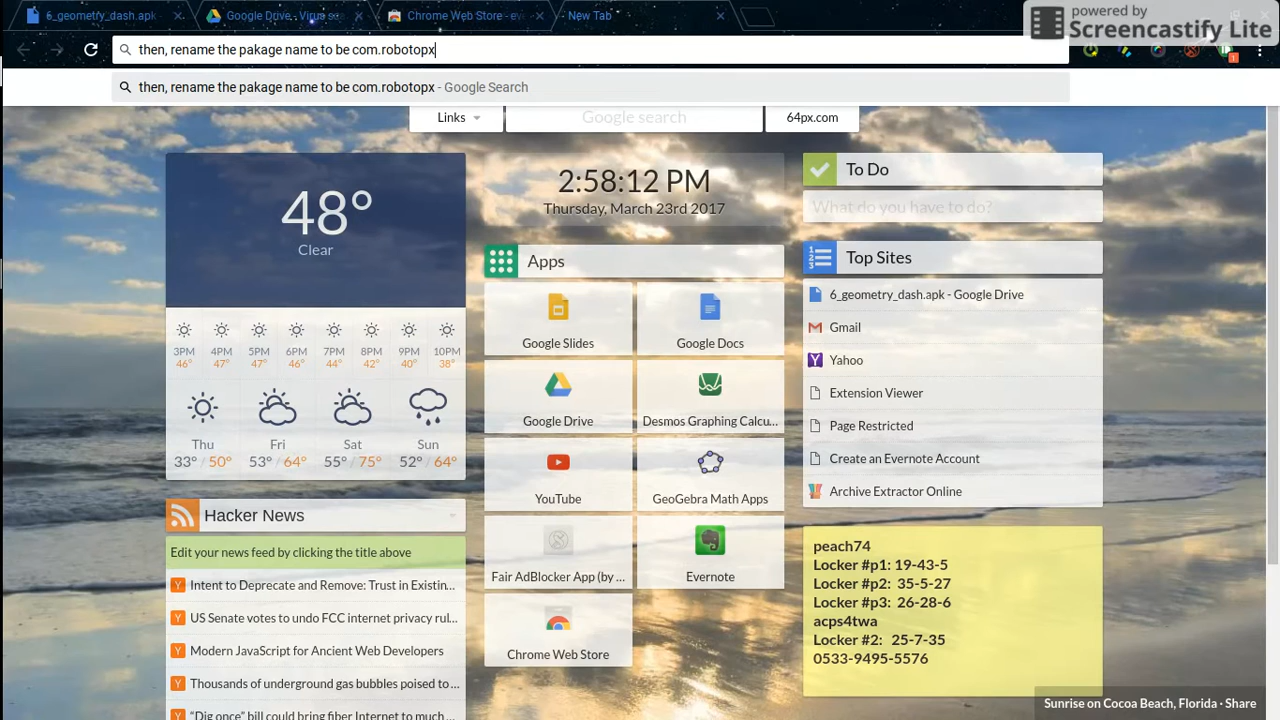 6_geometry_dash.apk
Google Drive - Virus sc
Chrome Web Store - ev
New Tab
powered by
Screencastify Lite
then, rename the pakage name to be com.robotopx
1
then, rename the pakage name to be com.robotopx - Google Search
Links
Google search
64px.com
48°
Clear
3PM 4PM 5PM 6PM 7PM 8PM 9PM 10PM
46° 47° 47° 46° 44° 42° 40° 38°
Thu Fri Sat Sun
33° / 50° 53° / 64° 55° / 75° 52° / 64°
Hacker News
Edit your news feed by clicking the title above
Intent to Deprecate and Remove: Trust in Existin...
US Senate votes to undo FCC internet privacy rul...
Modern JavaScript for Ancient Web Developers
Thousands of underground gas bubbles poised to ...
"Dig once" bill could bring fiber Internet to much ...
2:58:12 PM
Thursday, March 23rd 2017
Apps
Google Slides
Google Docs
Google Drive
Desmos Graphing Calcu...
YouTube
GeoGebra Math Apps
Fair AdBlocker App (by ...
Evernote
Chrome Web Store
To Do
What do you have to do?
Top Sites
6_geometry_dash.apk - Google Drive
Gmail
Yahoo
Extension Viewer
Page Restricted
Create an Evernote Account
Archive Extractor Online
peach74
Locker #p1: 19-43-5
Locker #p2: 35-5-27
Locker #p3: 26-28-6
acps4twa
Locker #2: 25-7-35
0533-9495-5576
Sunrise on Cocoa Beach, Florida · Share